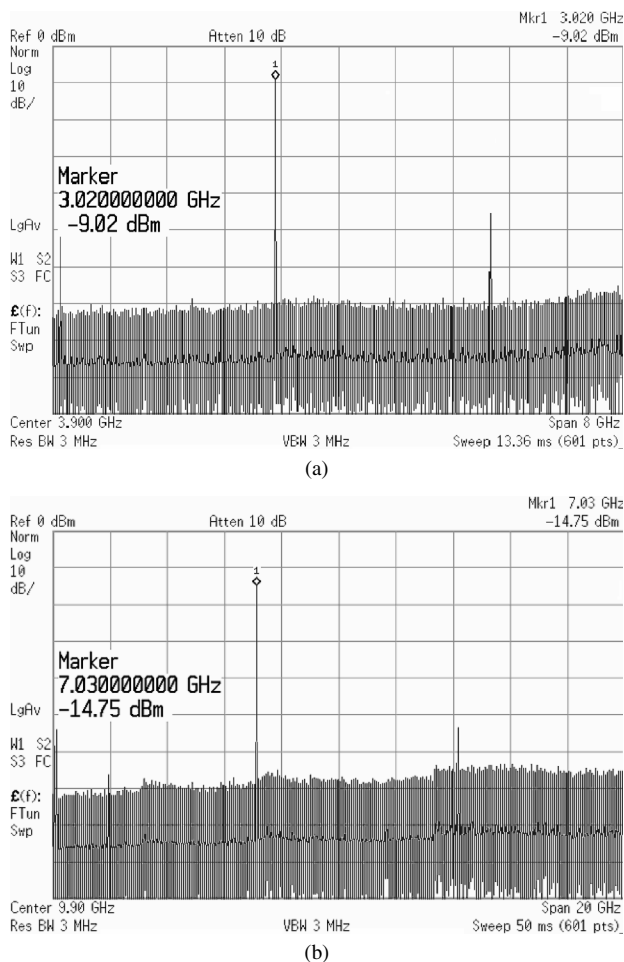 Mkr1 3.020 GHz
Ref 0 dBm Atten 10 dB -9.02 dBm
Norm
Log
10
dB/
1
Marker
3.020000000 GHz
-9.02 dBm
LgAv
W1 S2
S3 FC
£(f):
FTun
Swp
Center 3.900 GHz Span 8 GHz
Res BW 3 MHz VBW 3 MHz Sweep 13.36 ms (601 pts)
(a)
Mkr1 7.03 GHz
Ref 0 dBm Atten 10 dB -14.75 dBm
Norm
Log
10
dB/
1
Marker
7.030000000 GHz
-14.75 dBm
LgAv
W1 S2
S3 FC
£(f):
FTun
Swp
Center 9.90 GHz Span 20 GHz
Res BW 3 MHz VBW 3 MHz Sweep 50 ms (601 pts)
(b)